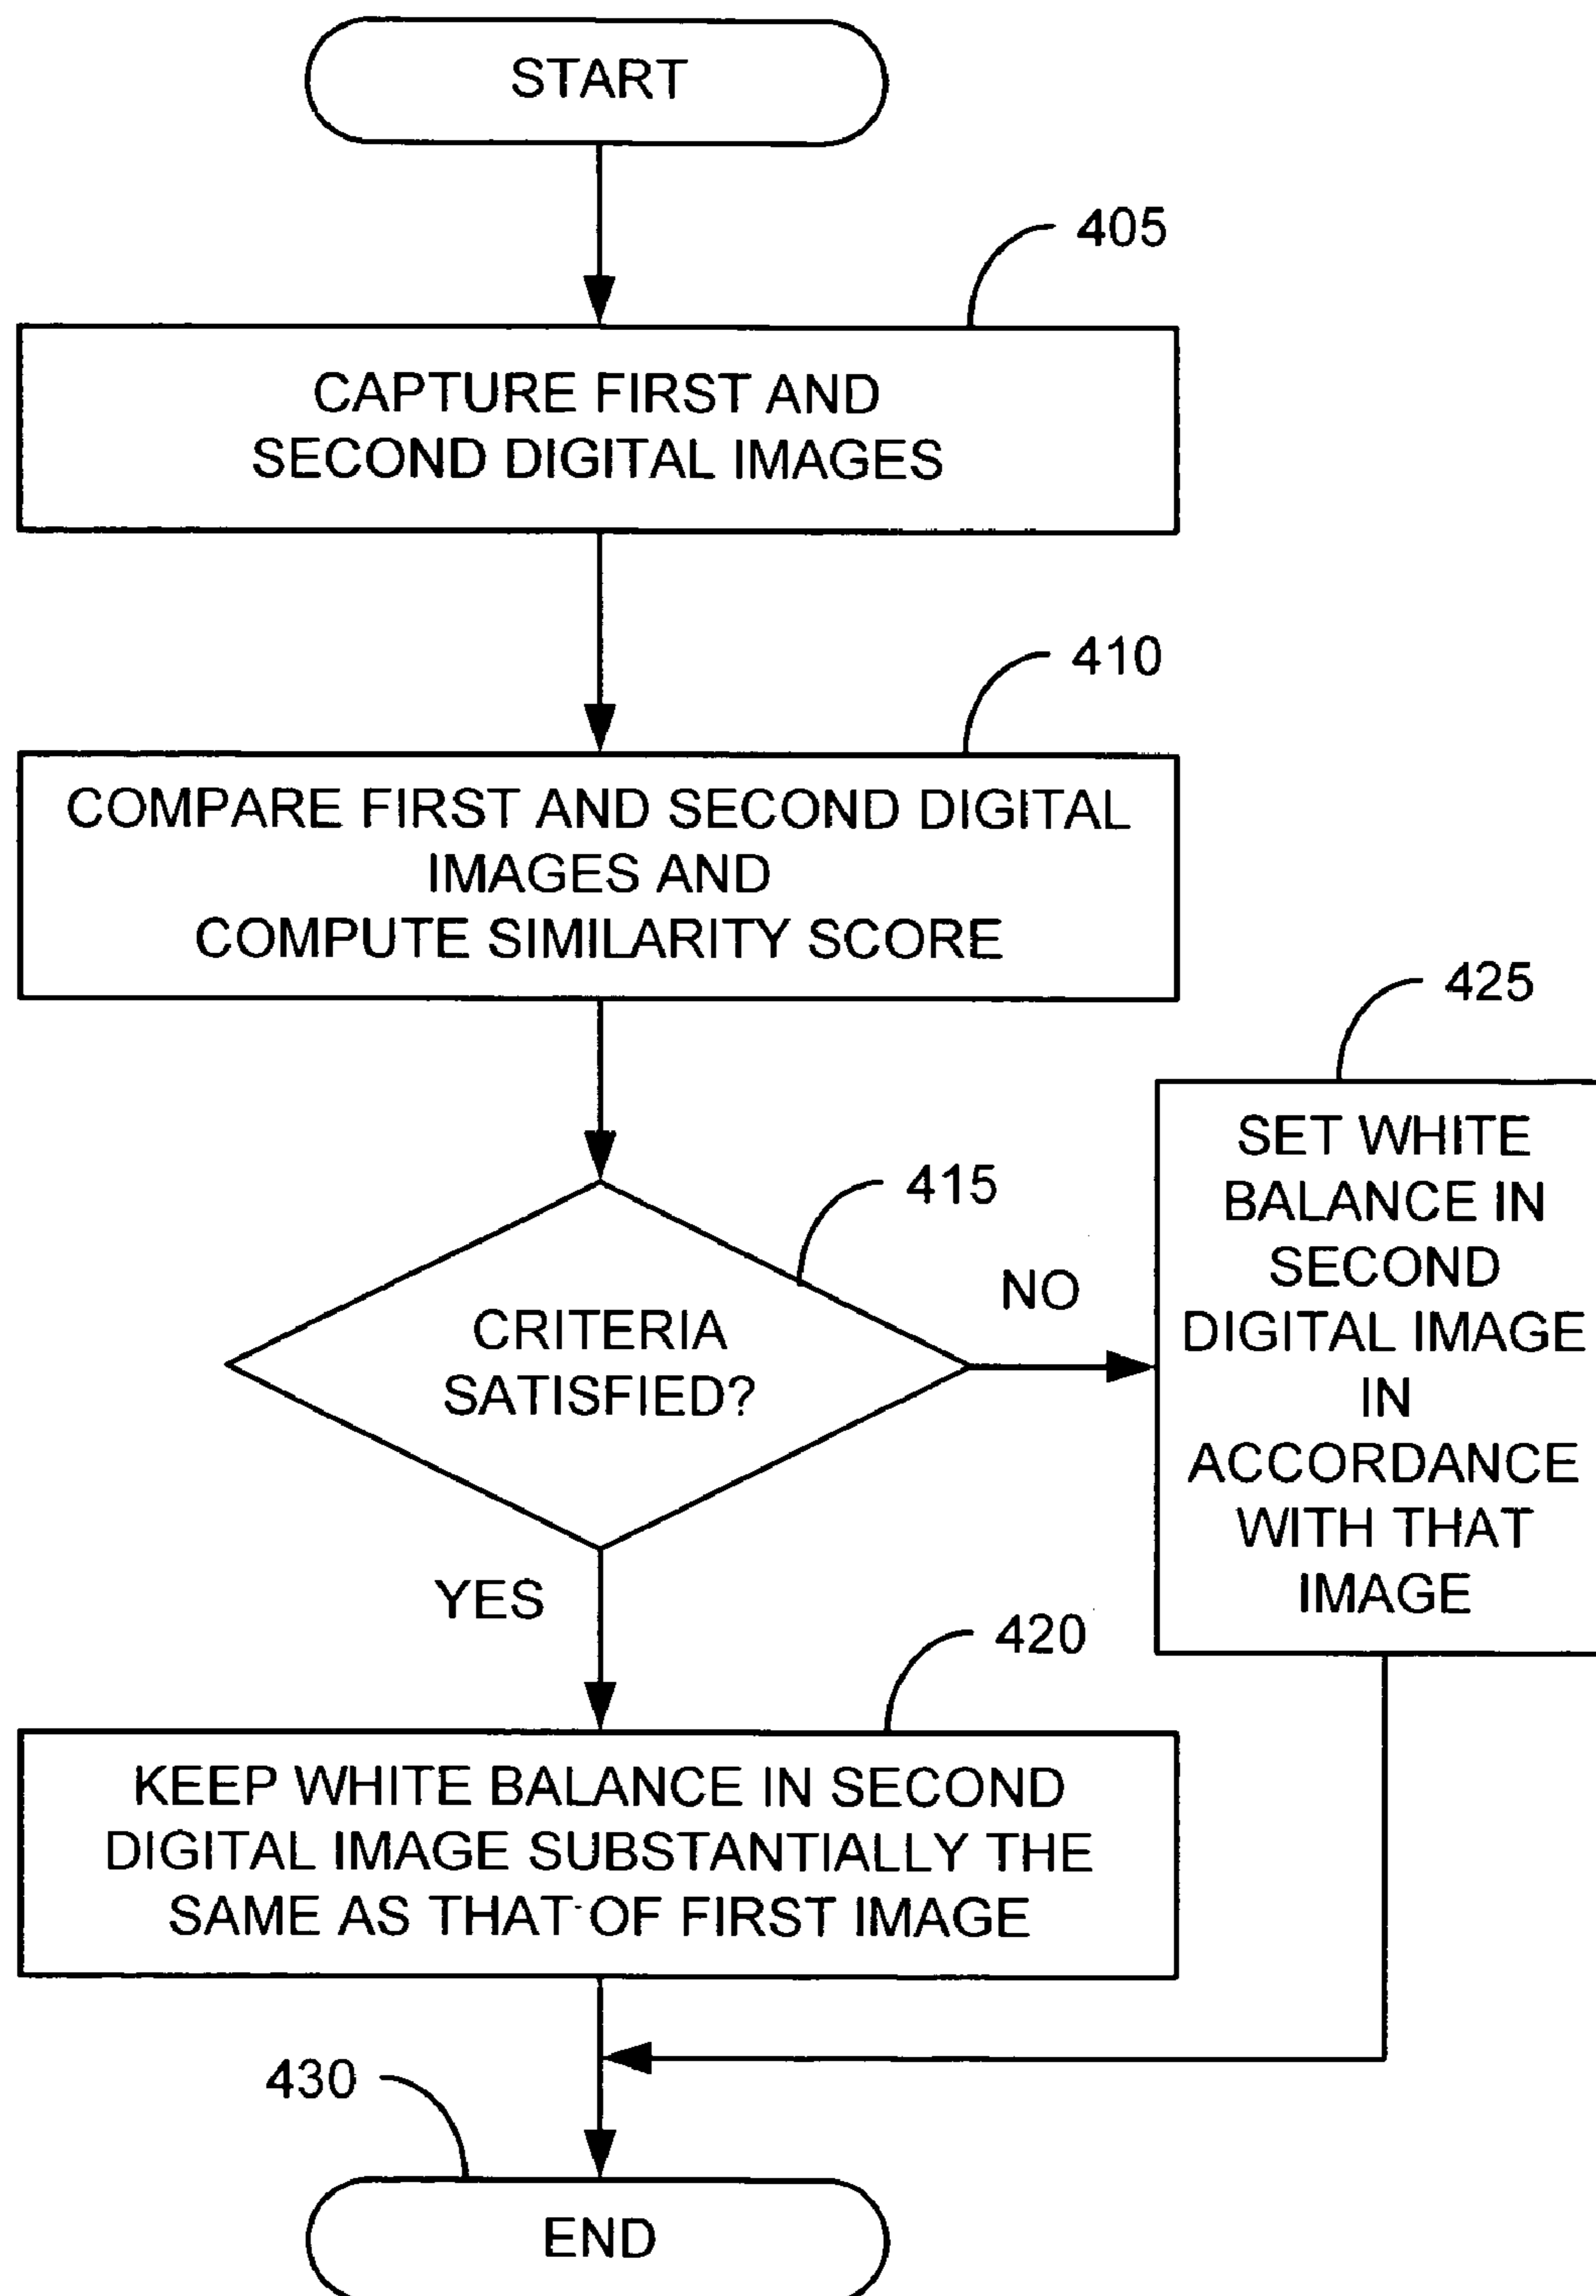 START
405
CAPTURE FIRST AND
SECOND DIGITAL IMAGES
410
COMPARE FIRST AND SECOND DIGITAL
IMAGES AND
COMPUTE SIMILARITY SCORE
415
CRITERIA
SATISFIED?
NO
425
SET WHITE
BALANCE IN
SECOND
DIGITAL IMAGE
IN
ACCORDANCE
WITH THAT
IMAGE
YES
420
KEEP WHITE BALANCE IN SECOND
DIGITAL IMAGE SUBSTANTIALLY THE
SAME AS THAT OF FIRST IMAGE
430
END